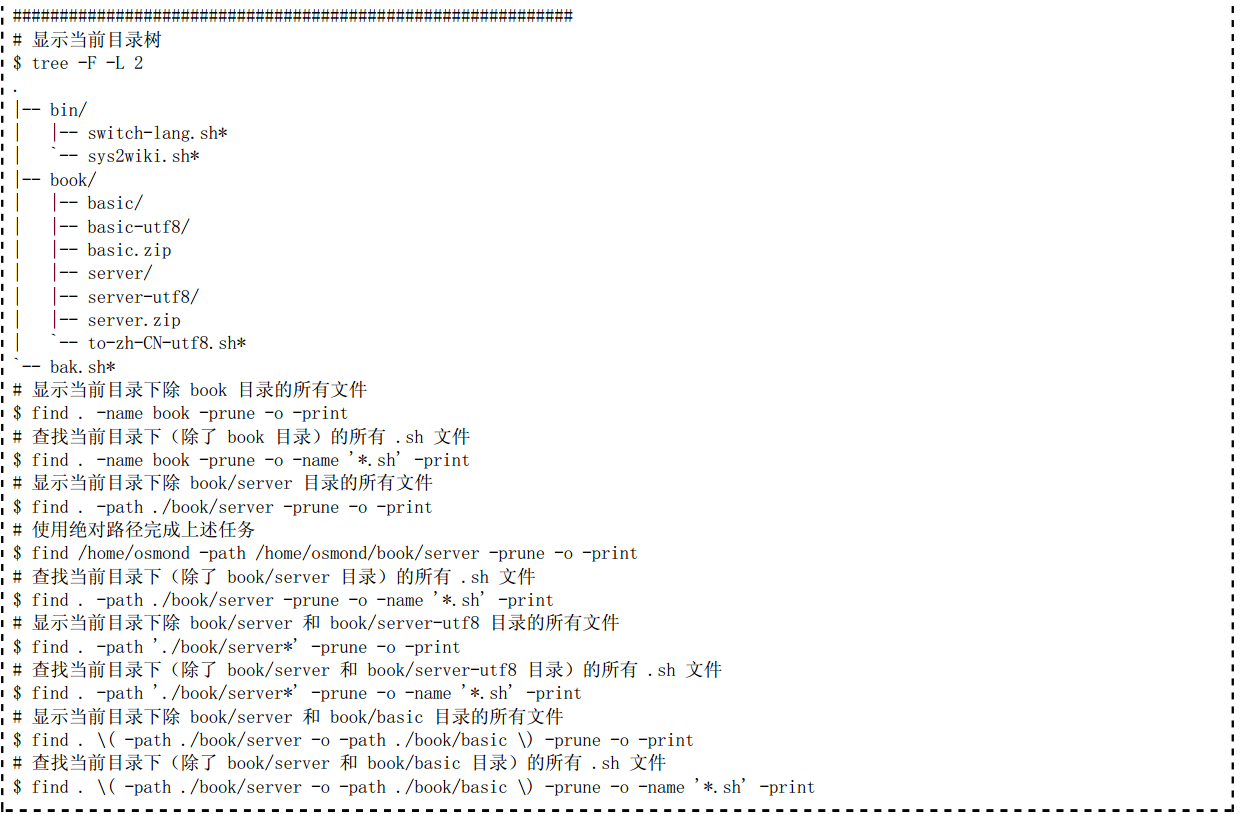 ############################################################
# 显示当前目录树
$ tree -F -L 2
.
|-- bin/
|   |-- switch-lang.sh*
|   `-- sys2wiki.sh*
|-- book/
|   |-- basic/
|   |-- basic-utf8/
|   |-- basic.zip
|   |-- server/
|   |-- server-utf8/
|   |-- server.zip
|   `-- to-zh-CN-utf8.sh*
`-- bak.sh*
# 显示当前目录下除 book 目录的所有文件
$ find . -name book -prune -o -print
# 查找当前目录下（除了 book 目录）的所有 .sh 文件
$ find . -name book -prune -o -name '*.sh' -print
# 显示当前目录下除 book/server 目录的所有文件
$ find . -path ./book/server -prune -o -print
# 使用绝对路径完成上述任务
$ find /home/osmond -path /home/osmond/book/server -prune -o -print
# 查找当前目录下（除了 book/server 目录）的所有 .sh 文件
$ find . -path ./book/server -prune -o -name '*.sh' -print
# 显示当前目录下除 book/server 和 book/server-utf8 目录的所有文件
$ find . -path './book/server*' -prune -o -print
# 查找当前目录下（除了 book/server 和 book/server-utf8 目录）的所有 .sh 文件
$ find . -path './book/server*' -prune -o -name '*.sh' -print
# 显示当前目录下除 book/server 和 book/basic 目录的所有文件
$ find . \( -path ./book/server -o -path ./book/basic \) -prune -o -print
# 查找当前目录下（除了 book/server 和 book/basic 目录）的所有 .sh 文件
$ find . \( -path ./book/server -o -path ./book/basic \) -prune -o -name '*.sh' -print